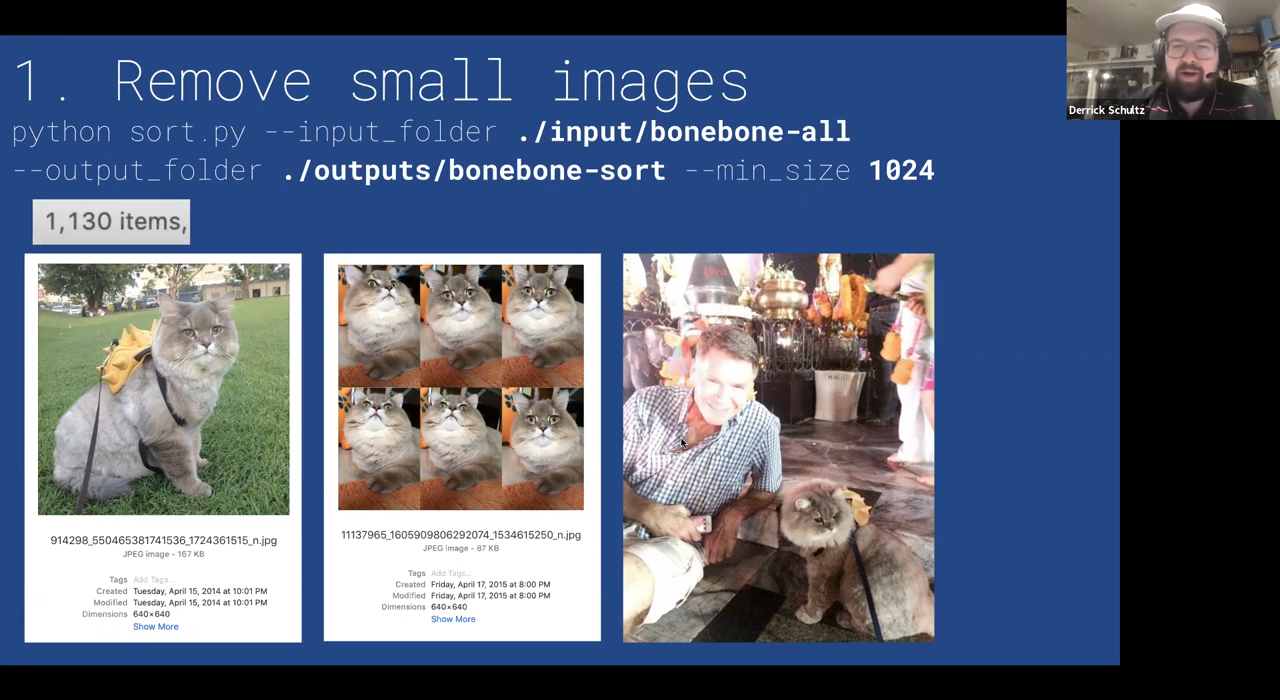 1. Remove small images
python sort.py --input_folder ./input/bonebone-all
--output_folder ./outputs/bonebone-sort --min_size 1024
1,130 items,
914298_550465381741536_1724361515_n.jpg
JPEG image - 167 KB
Tags Add Tags...
Created Tuesday, April 15, 2014 at 10:01 PM
Modified Tuesday, April 15, 2014 at 10:01 PM
Dimensions 640×640
Show More
11137965_1605909806292074_1534615250_n.jpg
JPEG image - 87 KB
Tags Add Tags...
Created Friday, April 17, 2015 at 8:00 PM
Modified Friday, April 17, 2015 at 8:00 PM
Dimensions 640×640
Show More
Derrick Schultz